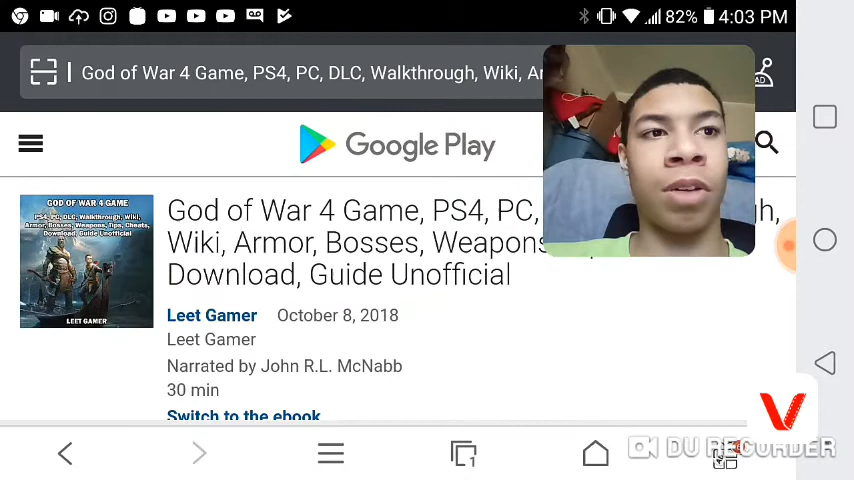 82% 4:03 PM
God of War 4 Game, PS4, PC, DLC, Walkthrough, Wiki,
AD
Google Play
God of War 4 Game, PS4, PC,
Wiki, Armor, Bosses, Weapons
Download, Guide Unofficial
GOD OF WAR 4 GAME
PS4, PC, DLC, Walkthrough, Wiki,
Armor, Bosses, Weapons, Tips, Cheats,
Download, Guide Unofficial
LEET GAMER
Leet Gamer October 8, 2018
Leet Gamer
Narrated by John R.L. McNabb
30 min
Switch to the ebook
1
DU RECORDER